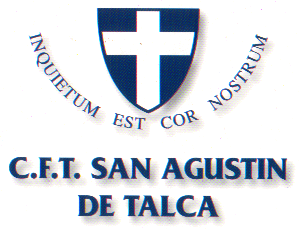 INQUIETUM EST COR NOSTRUM
C.F.T. SAN AGUSTIN
DE TALCA